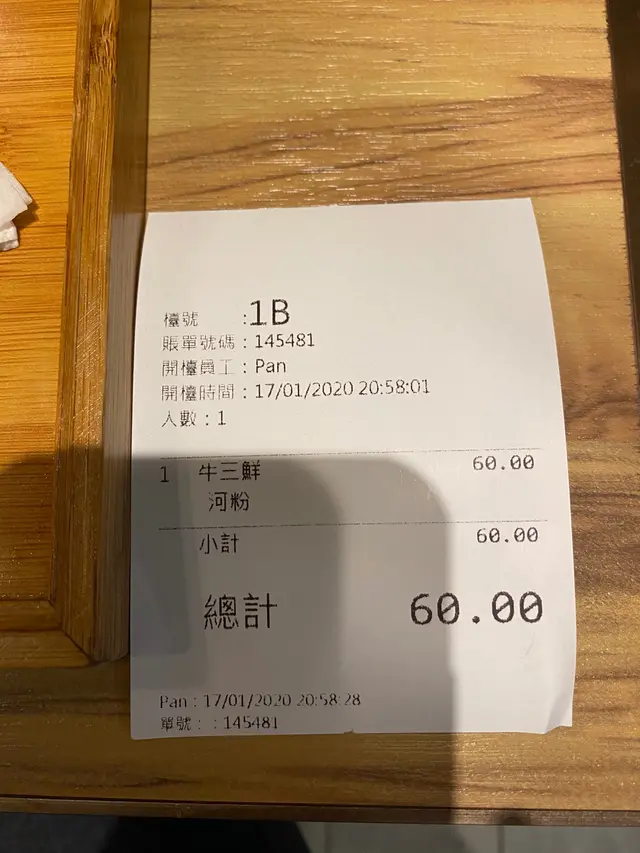 檯號 :1B
賬單號碼：145481
開檯員工：Pan
開檯時間：17/01/2020 20:58:01
人數：1
1 牛三鮮 60.00
河粉
小計 60.00
總計 60.00
Pan：17/01/2020 20:58:28
單號：：145481